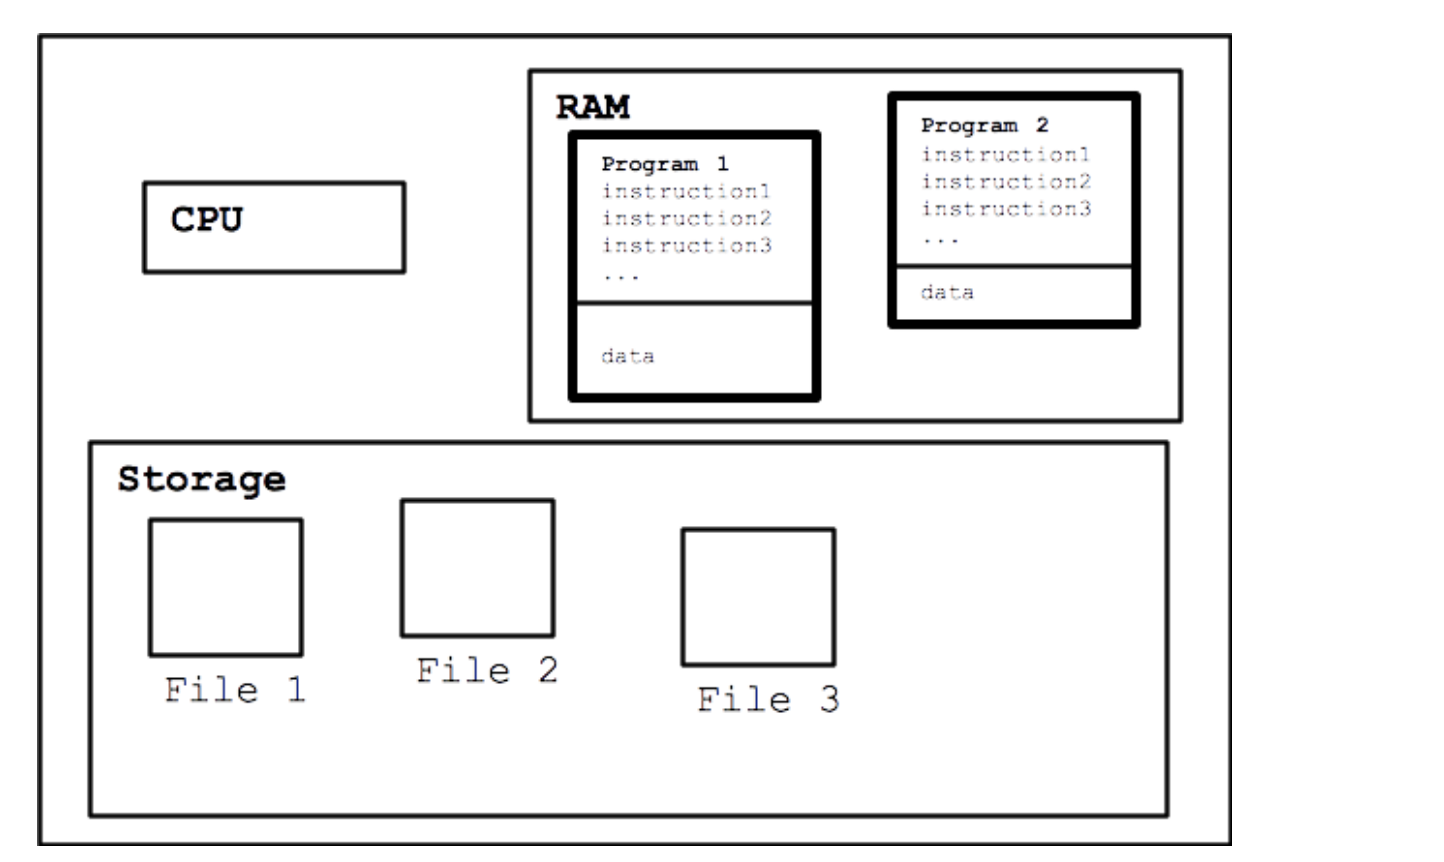 CPU
RAM
Program 1
instruction1
instruction2
instruction3
...
data
Program 2
instruction1
instruction2
instruction3
...
data
Storage
File 1
File 2
File 3